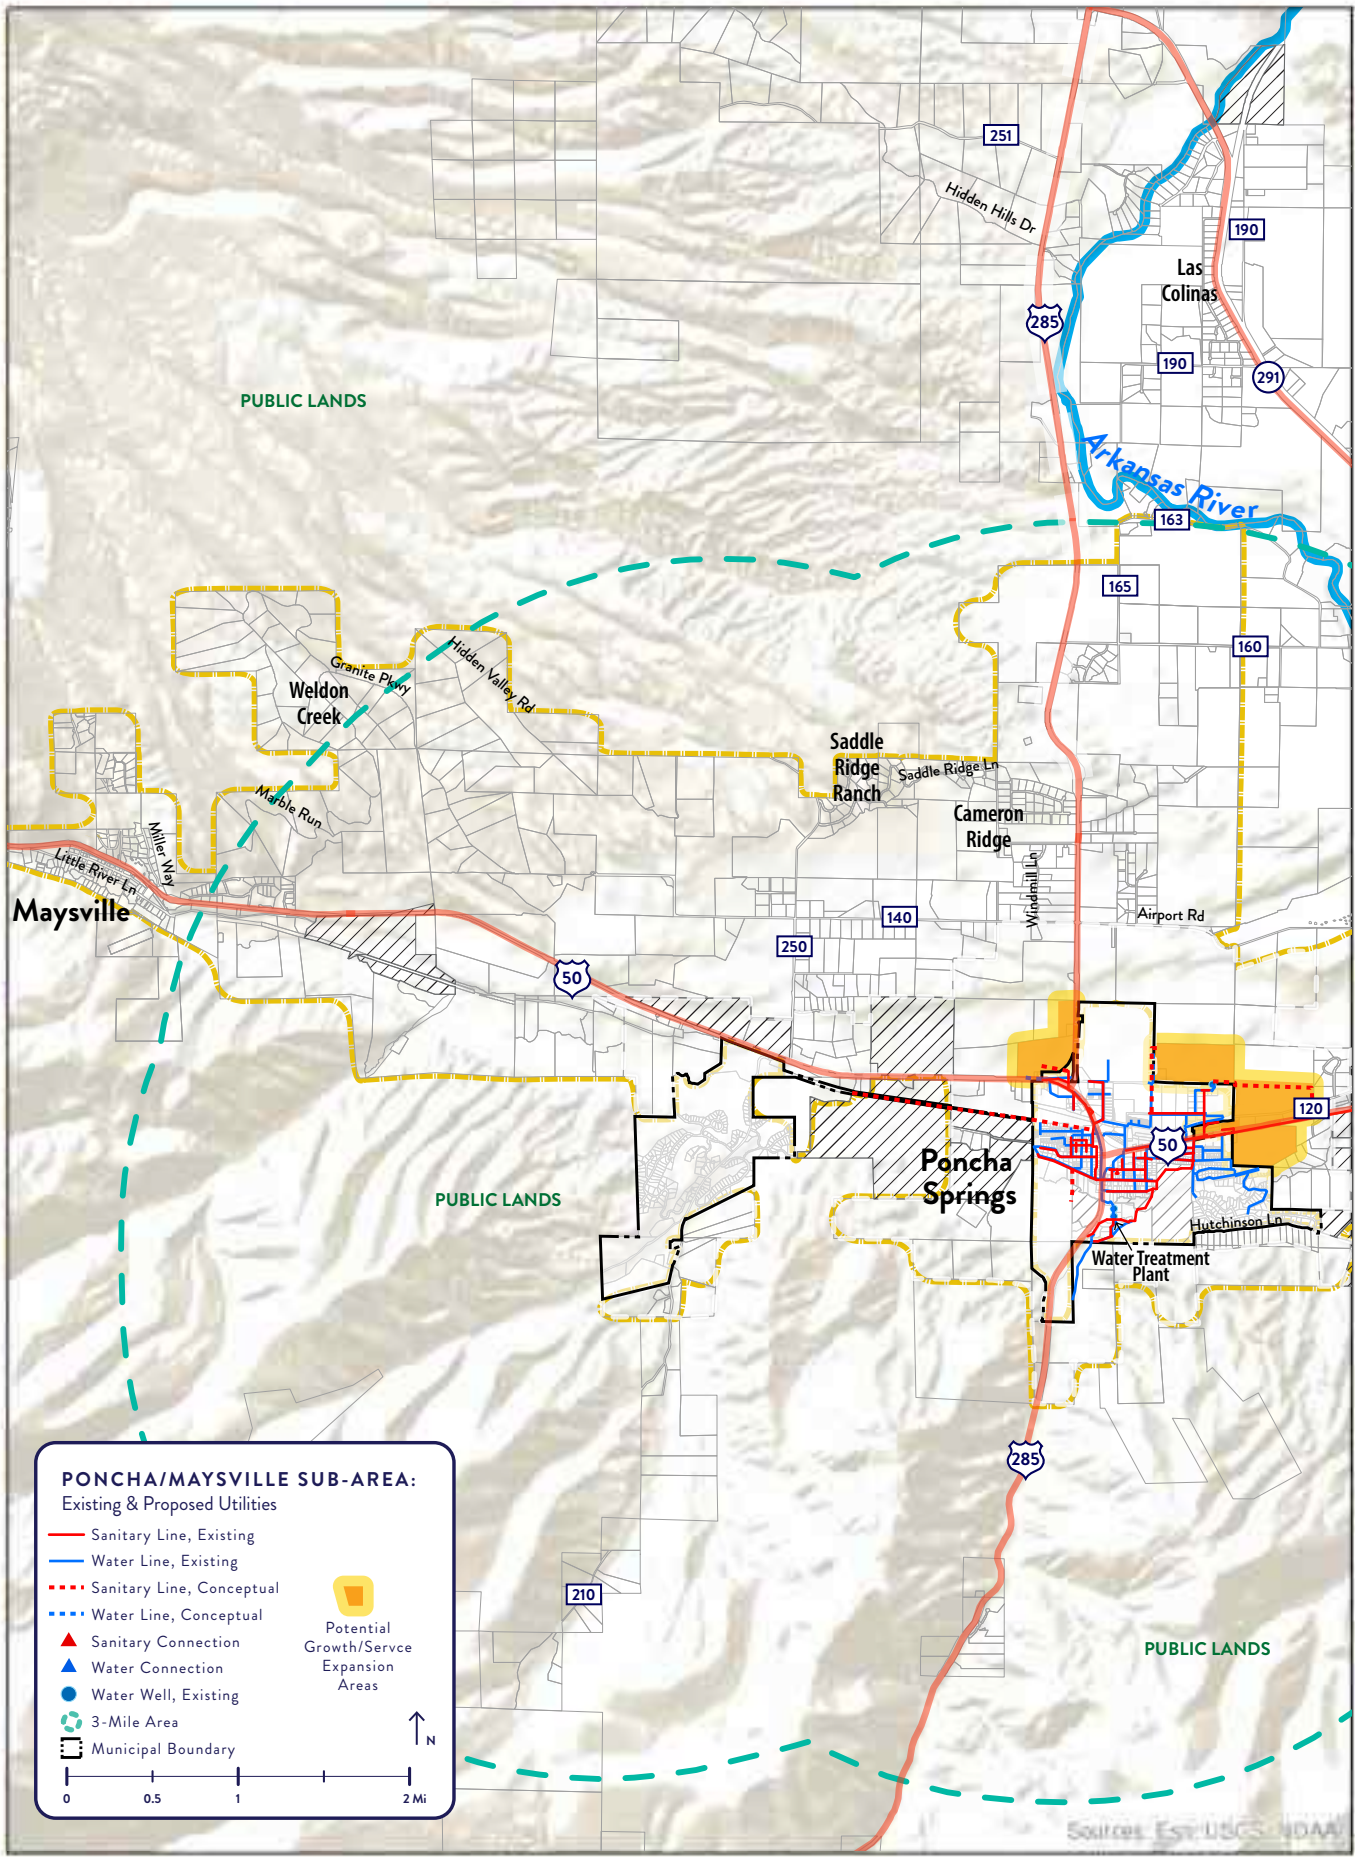 251
Hidden Hills Dr
190
Las
Colinas
285
190
291
PUBLIC LANDS
Arkansas River
163
165
160
Hidden Valley Rd
Granite Pkwy
Weldon
Creek
Saddle
Ridge
Ranch
Saddle Ridge Ln
Marble Run
Cameron
Ridge
Miller Way
Little River Ln
Windmill Ln
Maysville
140
Airport Rd
250
50
120
50
Poncha
Springs
PUBLIC LANDS
Hutchinson Ln
Water Treatment
Plant
285
PONCHA/MAYSVILLE SUB-AREA:
Existing & Proposed Utilities
Sanitary Line, Existing
Water Line, Existing
Sanitary Line, Conceptual
Water Line, Conceptual
Sanitary Connection
Water Connection
Water Well, Existing
3-Mile Area
Municipal Boundary
Potential
Growth/Servce
Expansion
Areas
N
0
0.5
1
2 Mi
210
PUBLIC LANDS
Sources: Esri, USGS, NOAA